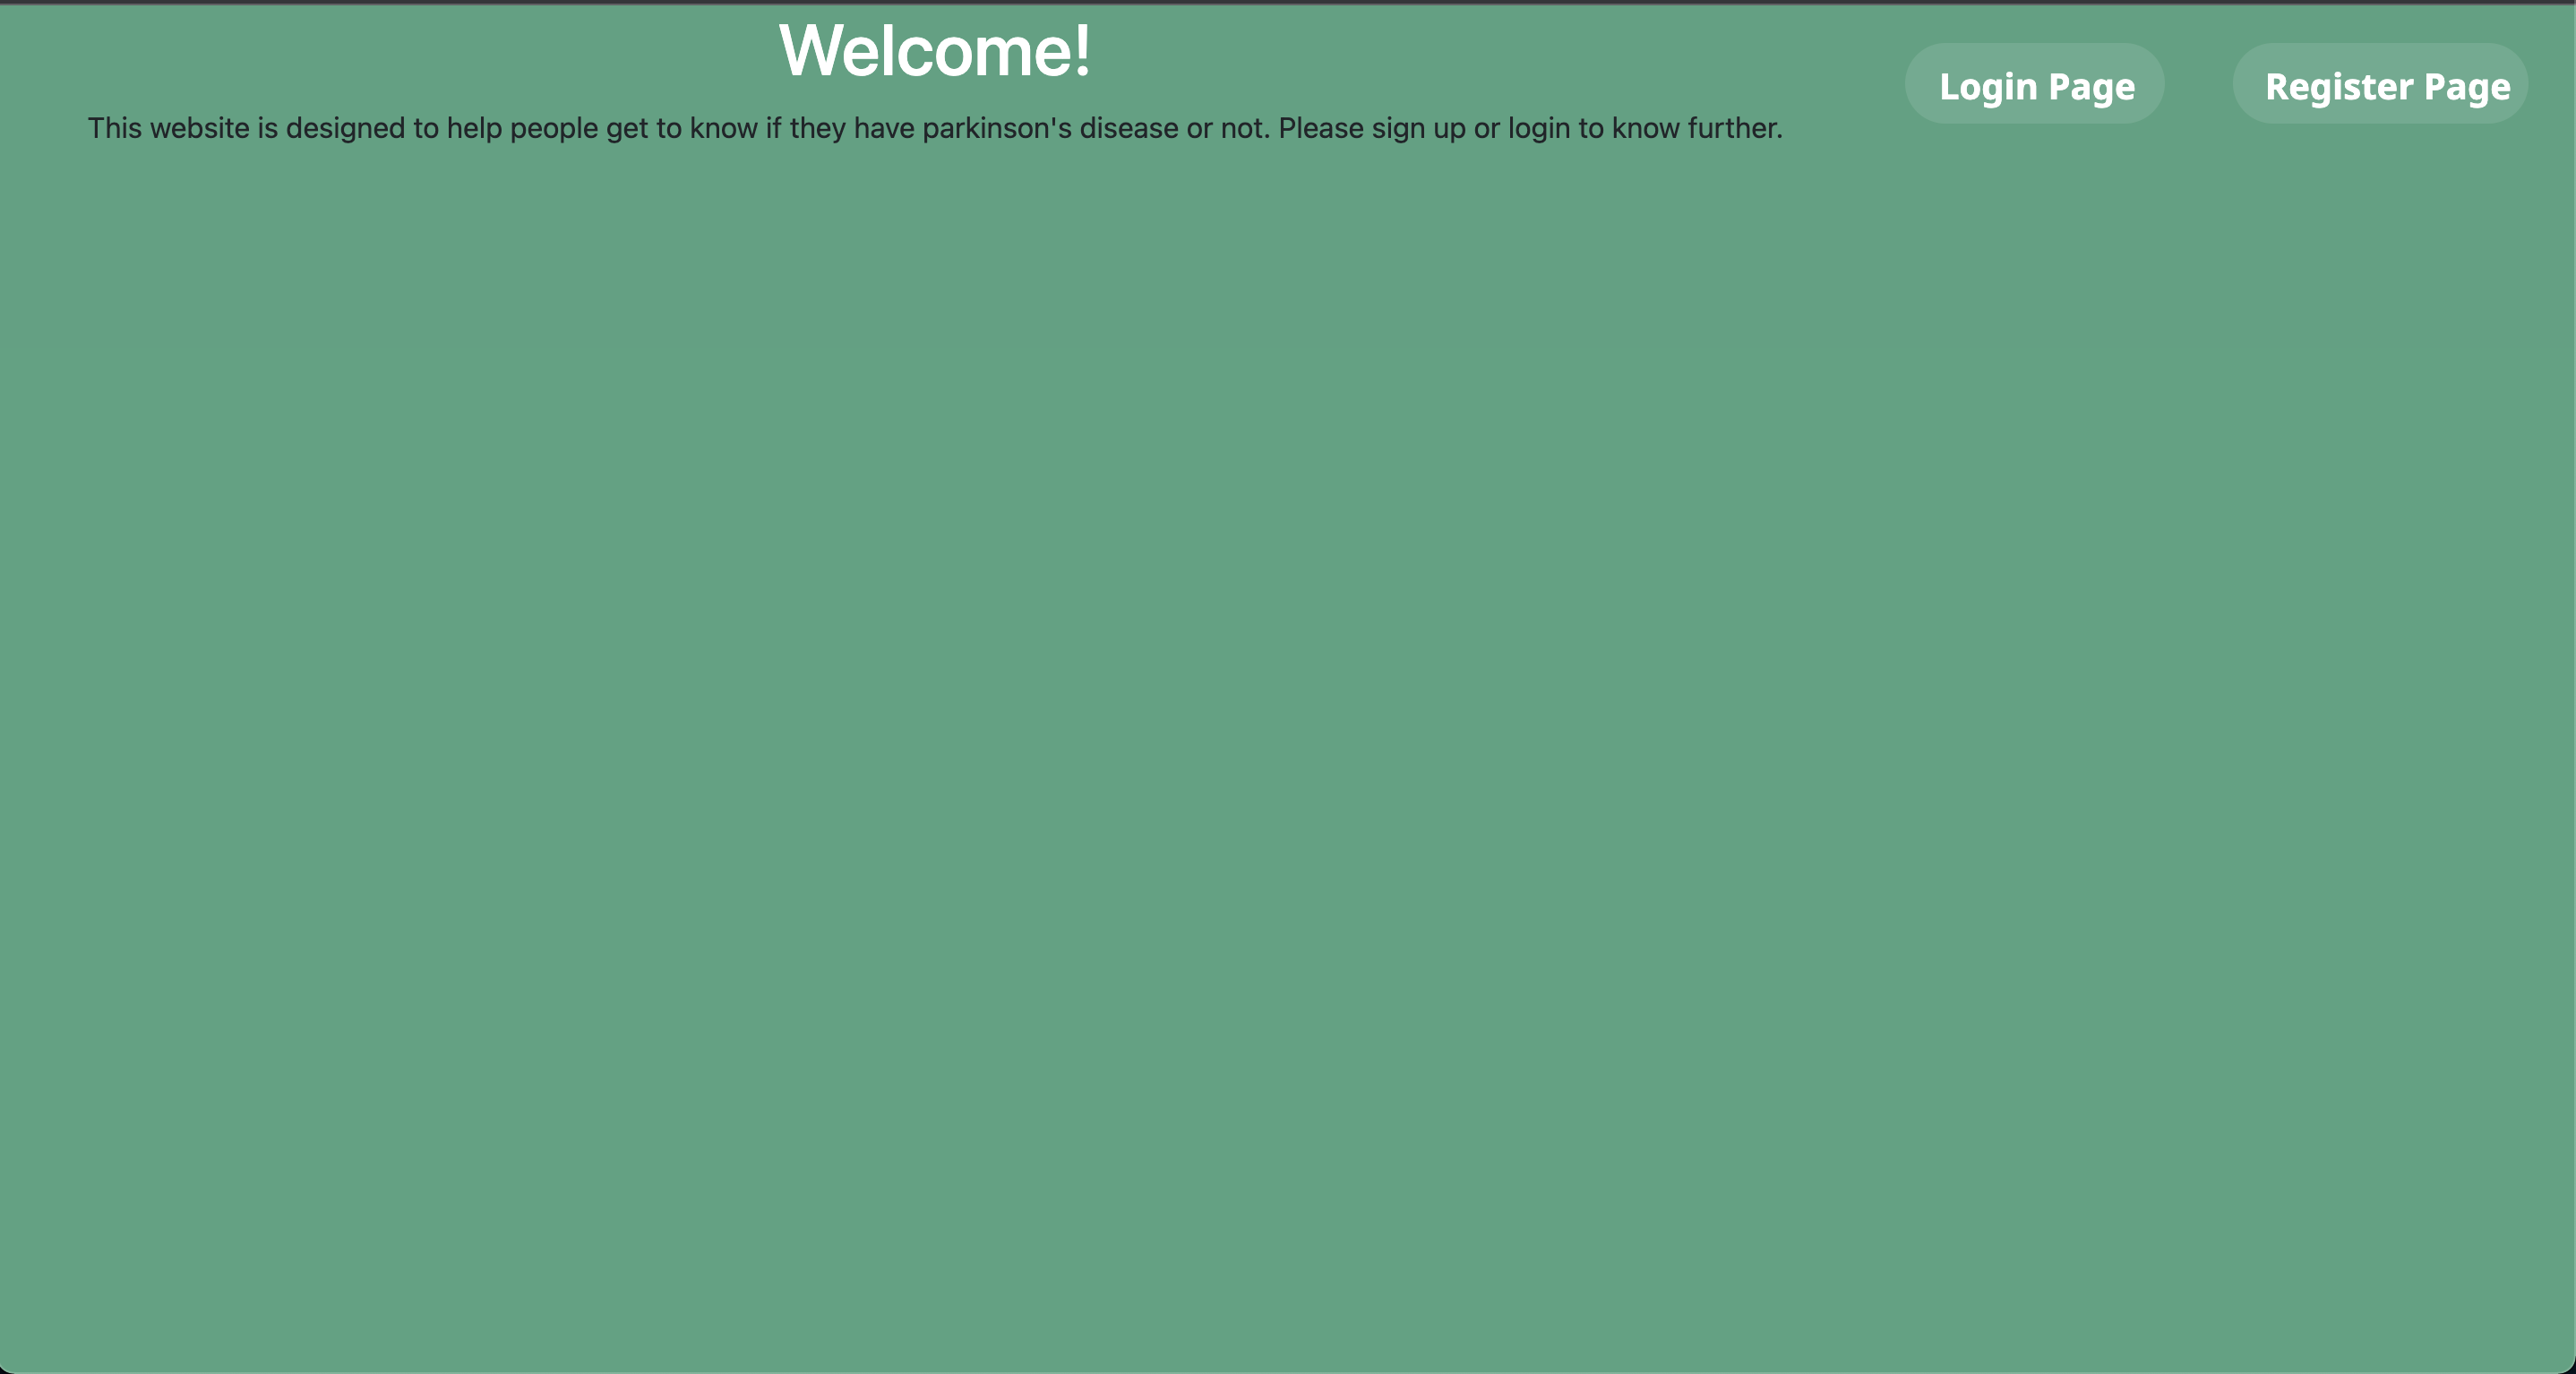 Welcome!
This website is designed to help people get to know if they have parkinson's disease or not. Please sign up or login to know further.
Login Page
Register Page